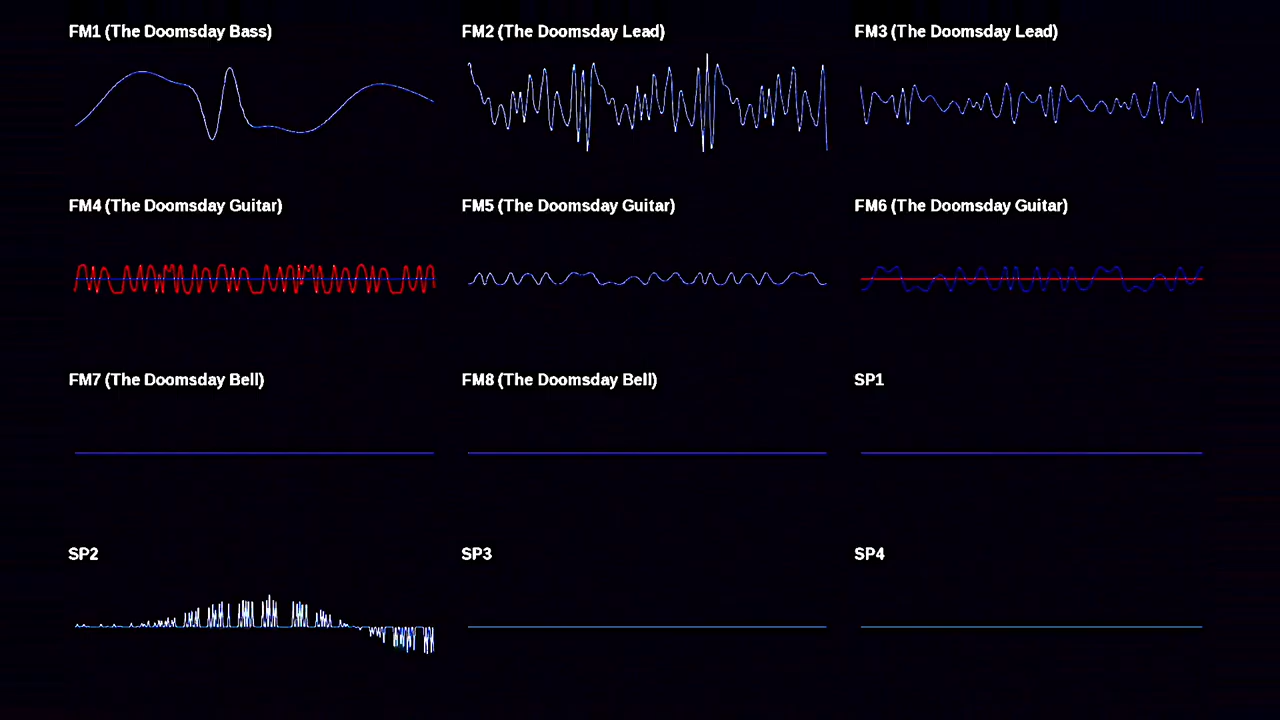 FM1 (The Doomsday Bass)
FM2 (The Doomsday Lead)
FM3 (The Doomsday Lead)
FM4 (The Doomsday Guitar)
FM5 (The Doomsday Guitar)
FM6 (The Doomsday Guitar)
FM7 (The Doomsday Bell)
FM8 (The Doomsday Bell)
SP1
SP2
SP3
SP4